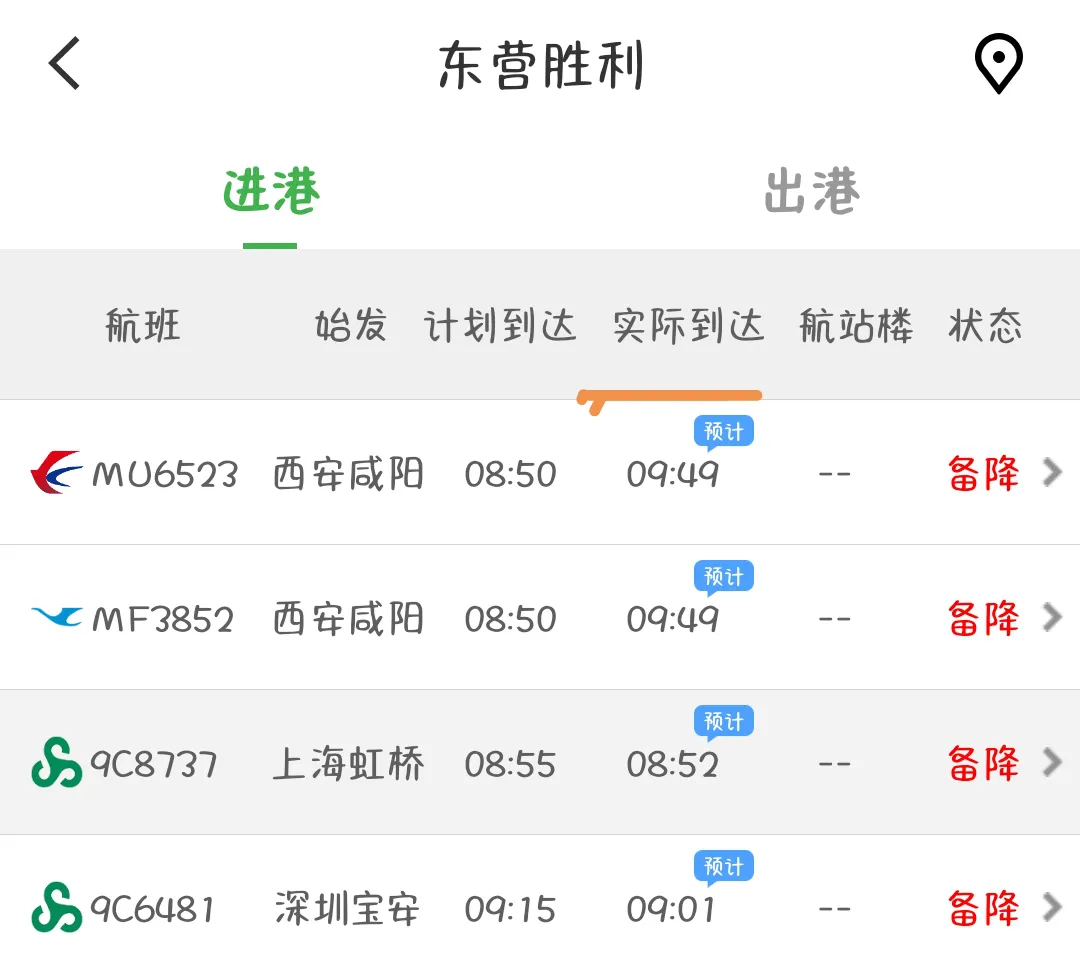 东营胜利
进港 出港
航班 始发 计划到达 实际到达 航站楼 状态
预计
MU6523 西安咸阳 08:50 09:49 -- 备降
预计
MF3852 西安咸阳 08:50 09:49 -- 备降
预计
9C8737 上海虹桥 08:55 08:52 -- 备降
预计
9C6481 深圳宝安 09:15 09:01 -- 备降